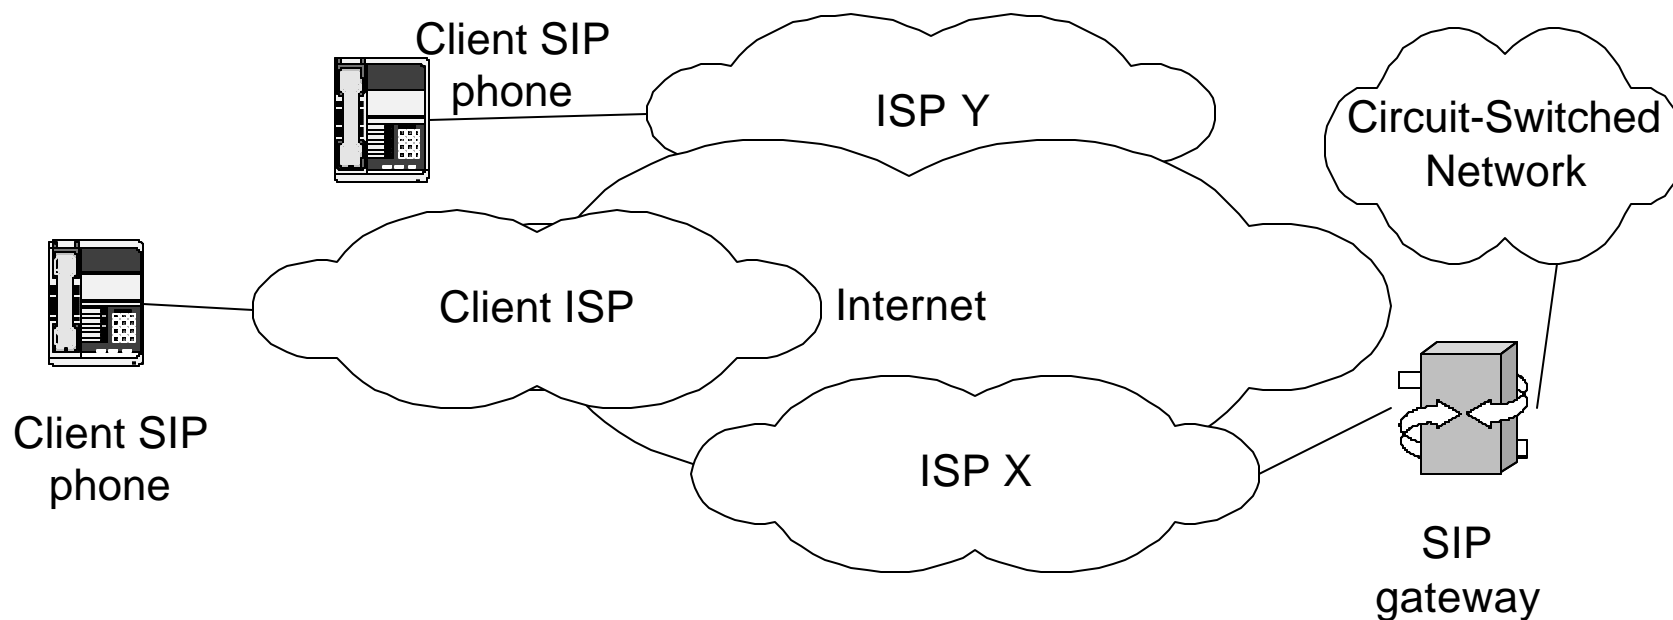 Client SIP
phone
ISP Y
Circuit-Switched
Network
Client ISP
Internet
Client SIP
phone
ISP X
SIP
gateway